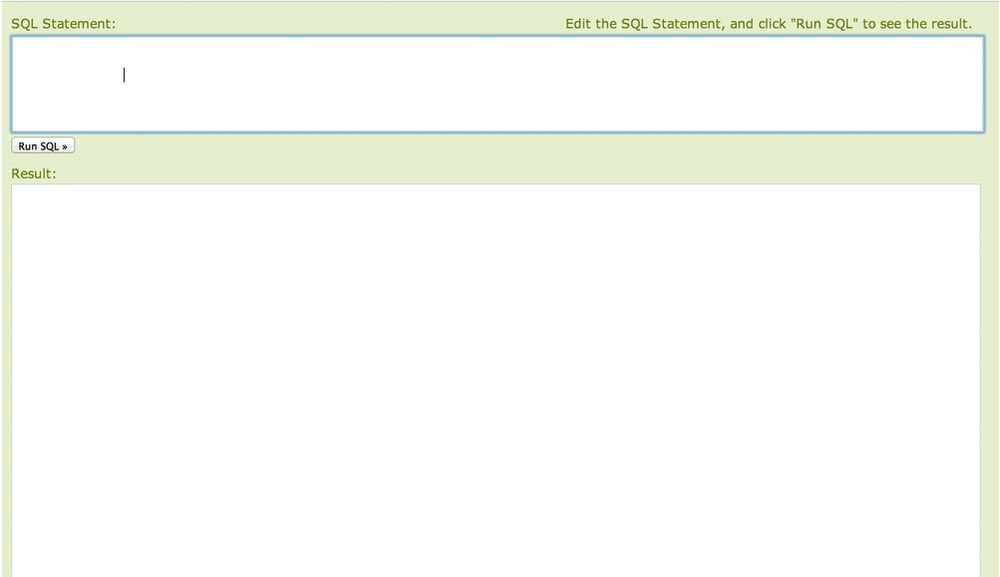 SQL Statement: Edit the SQL Statement, and click "Run SQL" to see the result.
Run SQL »
Result: